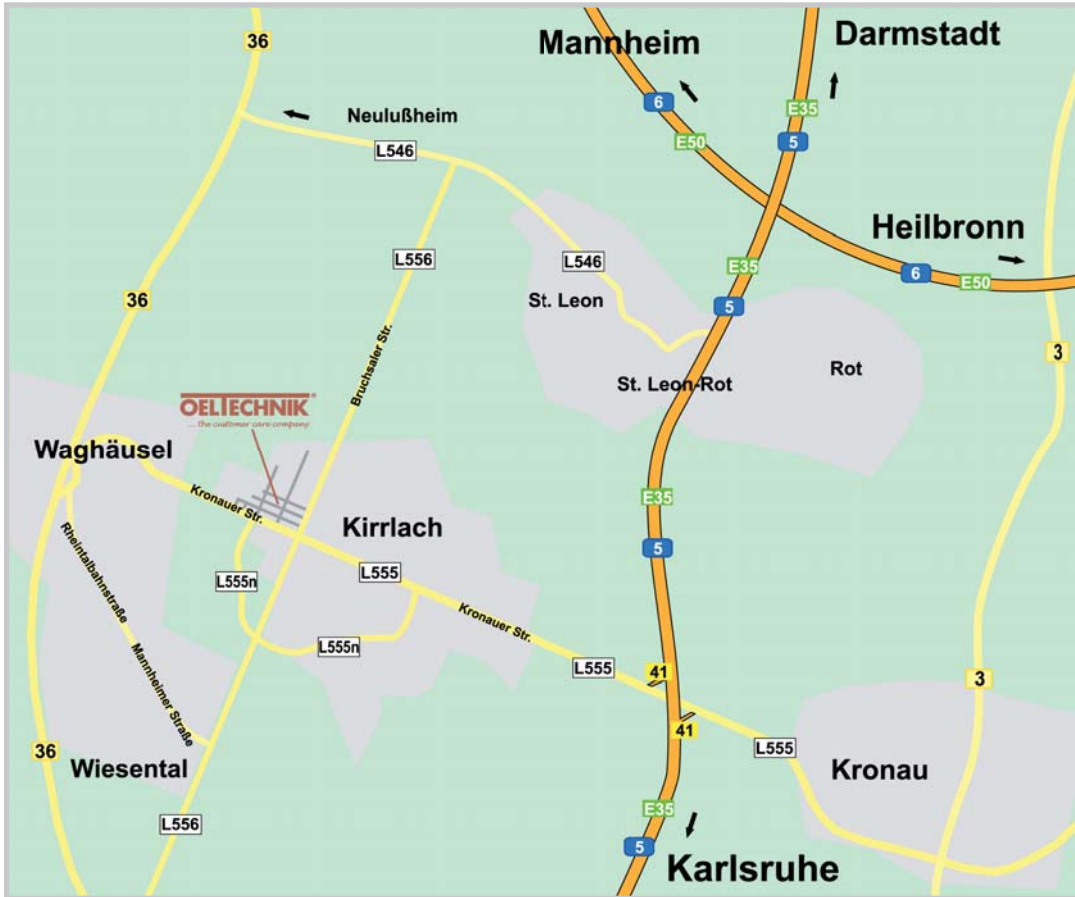 36
Mannheim
Darmstadt
6
E35
Neulußheim
E50
5
L546
Heilbronn
L556
L546
E35
6
E50
36
St. Leon
5
3
Bruchsaler Str.
St. Leon-Rot
Rot
OELTECHNIK®
... the customer care company
Waghäusel
Kronauer Str.
E35
Kirrlach
5
Rheintalbahnstraße
L555n
L555
Kronauer Str.
L555n
L555
41
3
Mannheimer Straße
41
36
L555
Wiesental
Kronau
L556
E35
5
Karlsruhe